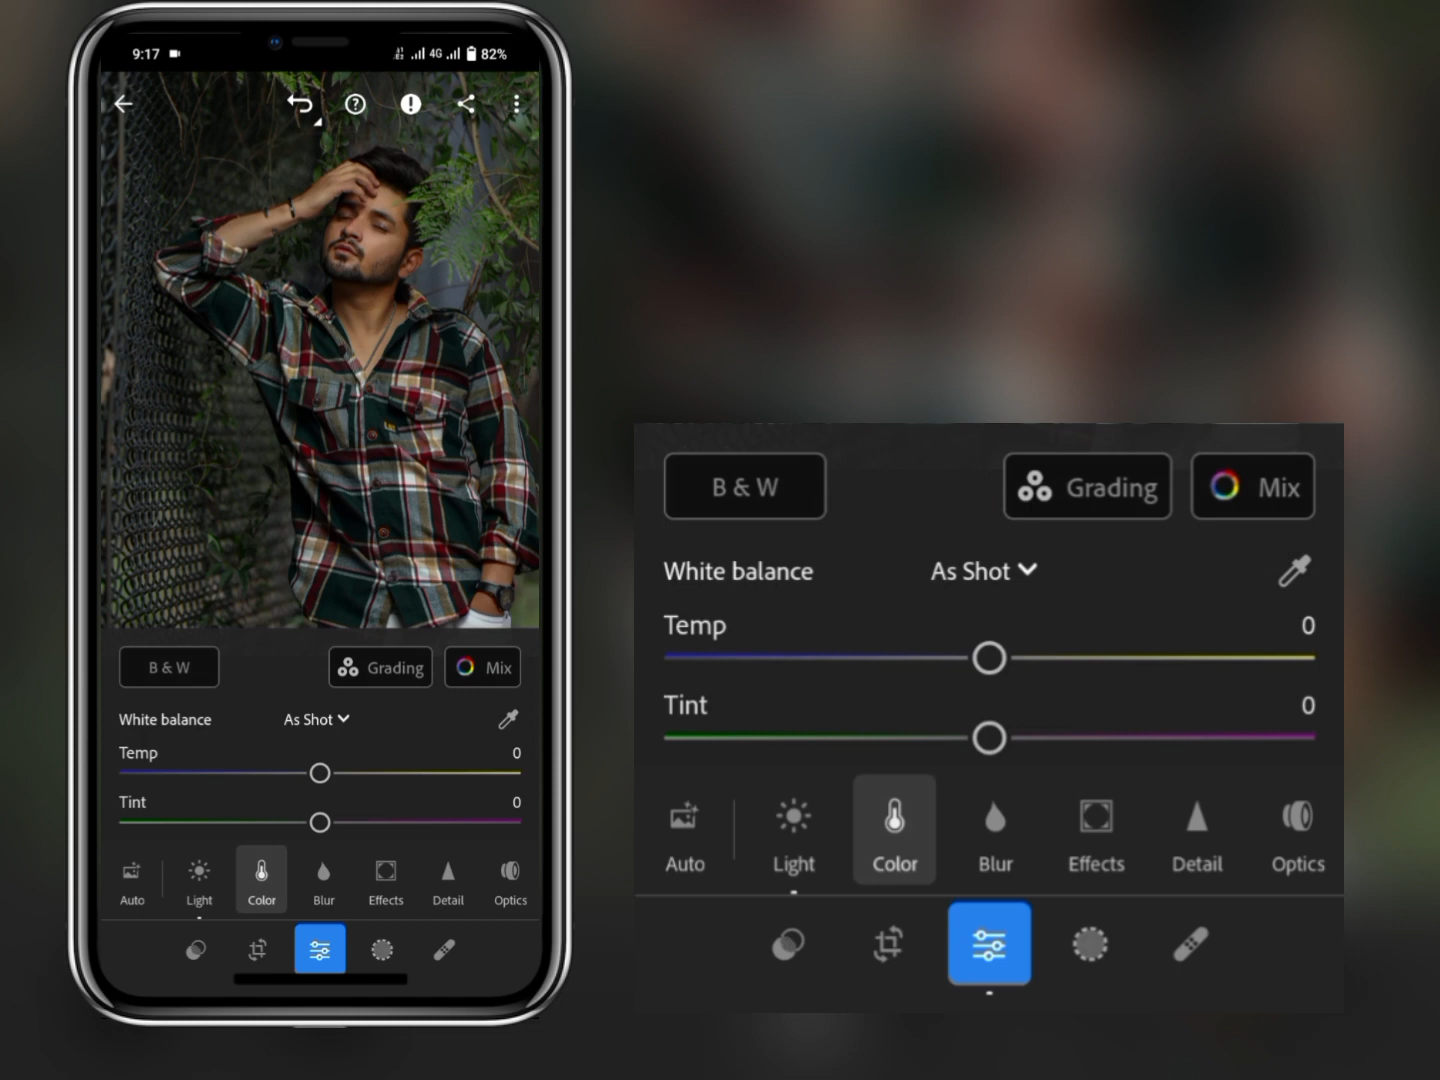 9:17
4G
82%
B & W
Grading
Mix
White balance
As Shot
Temp
0
Tint
0
Auto
Light
Color
Blur
Effects
Detail
Optics
B & W
Grading
Mix
White balance
As Shot
Temp
0
Tint
0
Auto
Light
Color
Blur
Effects
Detail
Optics